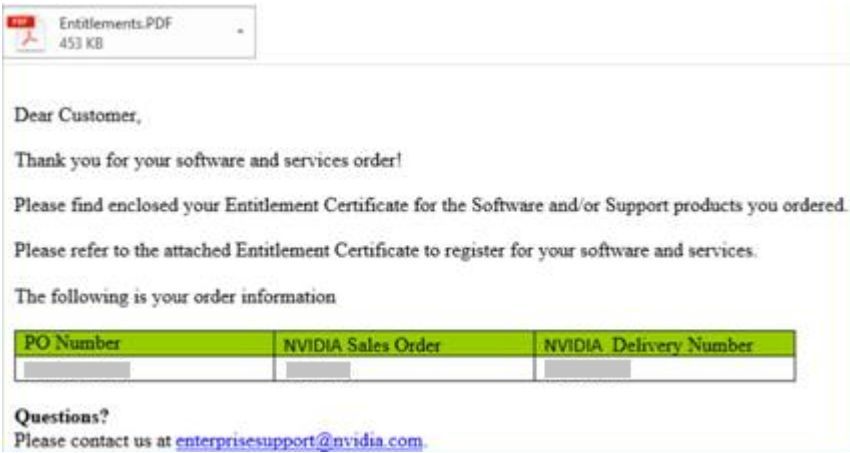 PDF
Entitlements.PDF
453 KB
Dear Customer,
Thank you for your software and services order!
Please find enclosed your Entitlement Certificate for the Software and/or Support products you ordered.
Please refer to the attached Entitlement Certificate to register for your software and services.
The following is your order information
PO Number NVIDIA Sales Order NVIDIA Delivery Number
Questions?
Please contact us at enterprisesupport@nvidia.com.